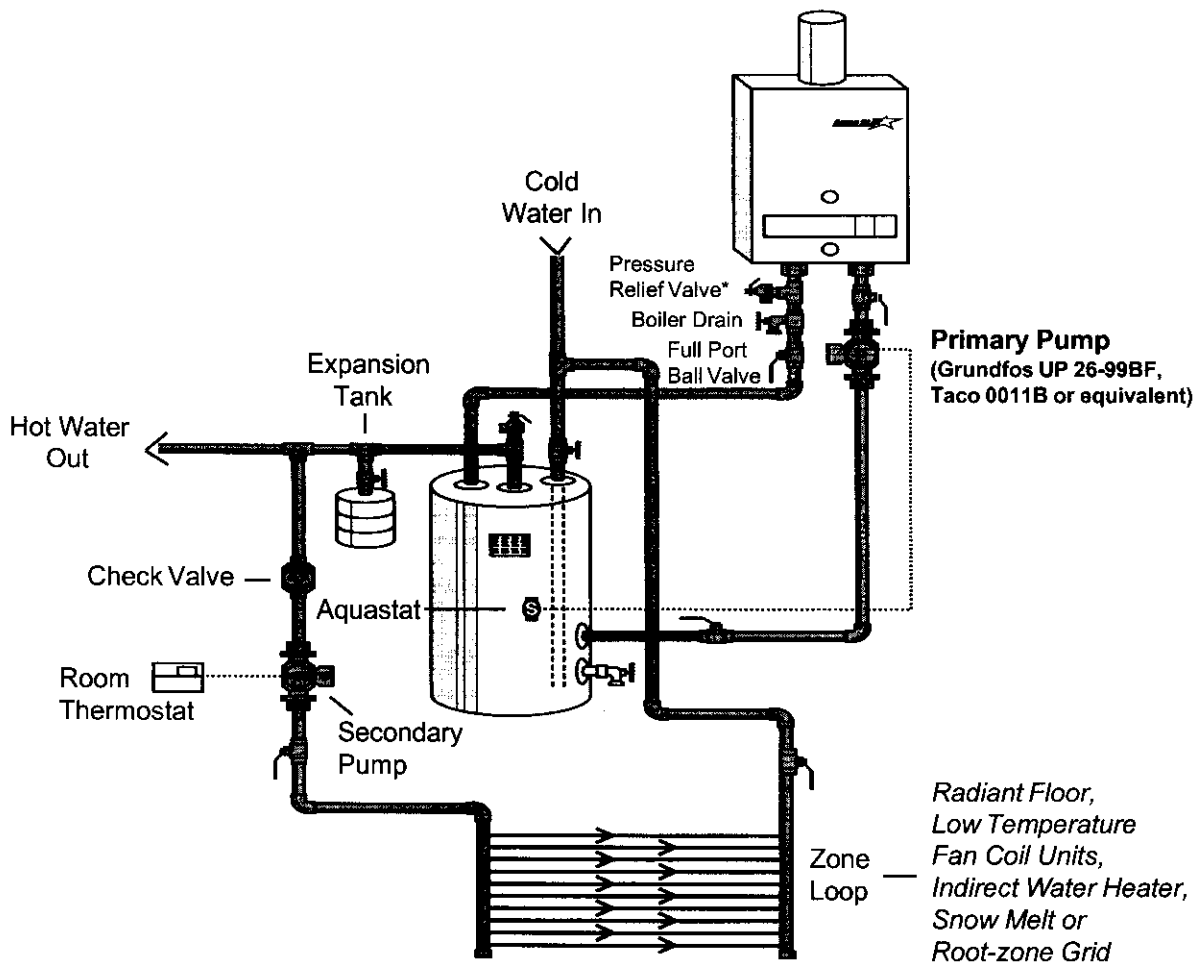 Cold
Water In
Pressure
Relief Valve*
Boiler Drain
Full Port
Ball Valve
Primary Pump
(Grundfos UP 26-99BF,
Taco 0011B or equivalent)
Expansion
Tank
Hot Water
Out
Check Valve
Aquastat
S
Room
Thermostat
Secondary
Pump
Zone
Loop
Radiant Floor,
Low Temperature
Fan Coil Units,
Indirect Water Heater,
Snow Melt or
Root-zone Grid